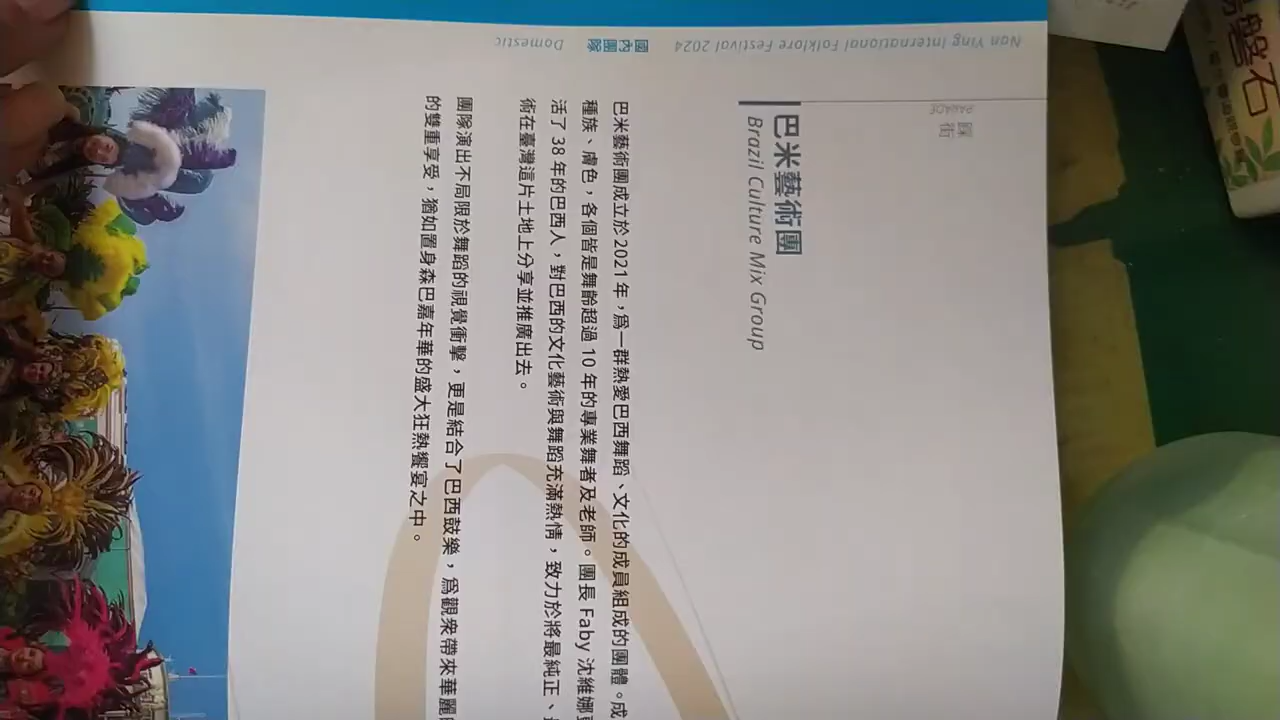 Nan Ying International Folklore Festival 2024
國內團隊
Domestic
踩街
PARADE
巴米藝術團
Brazil Culture Mix Group
巴米藝術團成立於 2021 年，為一群熱愛巴西舞蹈、文化的成員組成的團體。成
種族、膚色，各個皆是舞齡超過 10 年的專業舞者及老師。團長 Faby 沈維娜
活了 38 年的巴西人，對巴西的文化藝術與舞蹈充滿熱情，致力於將最純正、
術在臺灣這片土地上分享並推廣出去。
團隊演出不局限於舞蹈的視覺衝擊，更是結合了巴西鼓樂，為觀眾帶來華麗
的雙重享受，猶如置身森巴嘉年華的盛大狂熱饗宴之中。
磐石